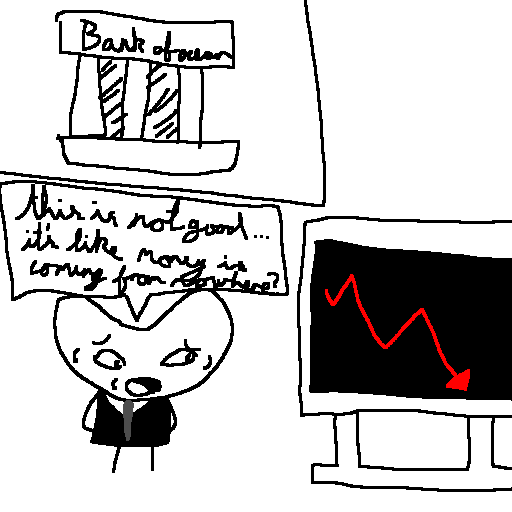 Bank of ocean
this is not good...
it's like money is
coming from nowhere?